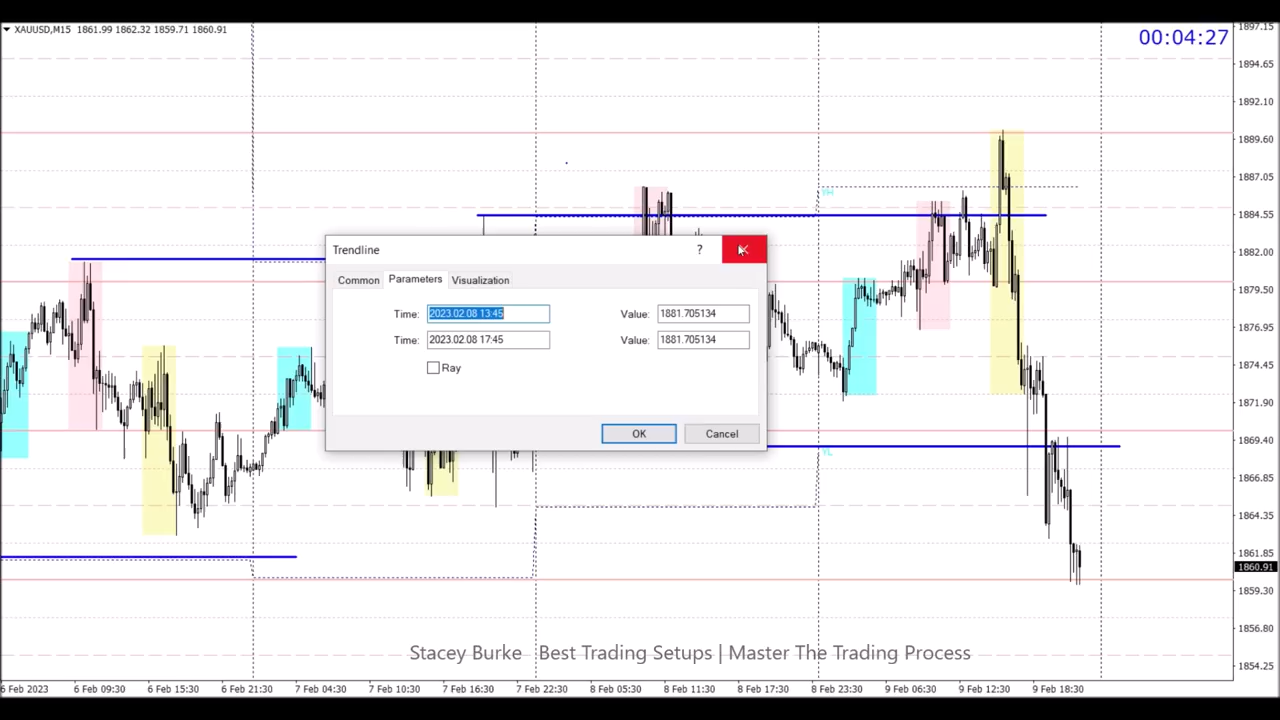 XAUUSD,M15 1861.99 1862.32 1859.71 1860.91
00:04:27
1897.15
1894.65
1892.10
1887.05
1884.55
1882.00
1879.50
1876.95
1874.45
1871.90
1869.40
1866.85
1864.35
1861.85
1860.91
1859.30
1856.80
1854.25
YH
YL
Trendline
?
Common
Parameters
Visualization
Time: 2023.02.08 13:45 Value: 1881.705134
Time: 2023.02.08 17:45 Value: 1881.705134
Ray
OK Cancel
Stacey Burke Best Trading Setups | Master The Trading Process
6 Feb 2023 6 Feb 09:30 6 Feb 15:30 6 Feb 21:30 7 Feb 04:30 7 Feb 10:30 7 Feb 16:30 7 Feb 22:30 8 Feb 05:30 8 Feb 11:30 8 Feb 17:30 8 Feb 23:30 9 Feb 06:30 9 Feb 12:30 9 Feb 18:30